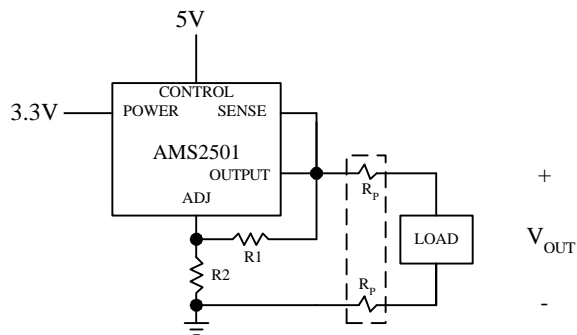 5V
CONTROL
3.3V
POWER SENSE
AMS2501
OUTPUT
ADJ
R1
R2
RP
RP
LOAD
+
VOUT
-